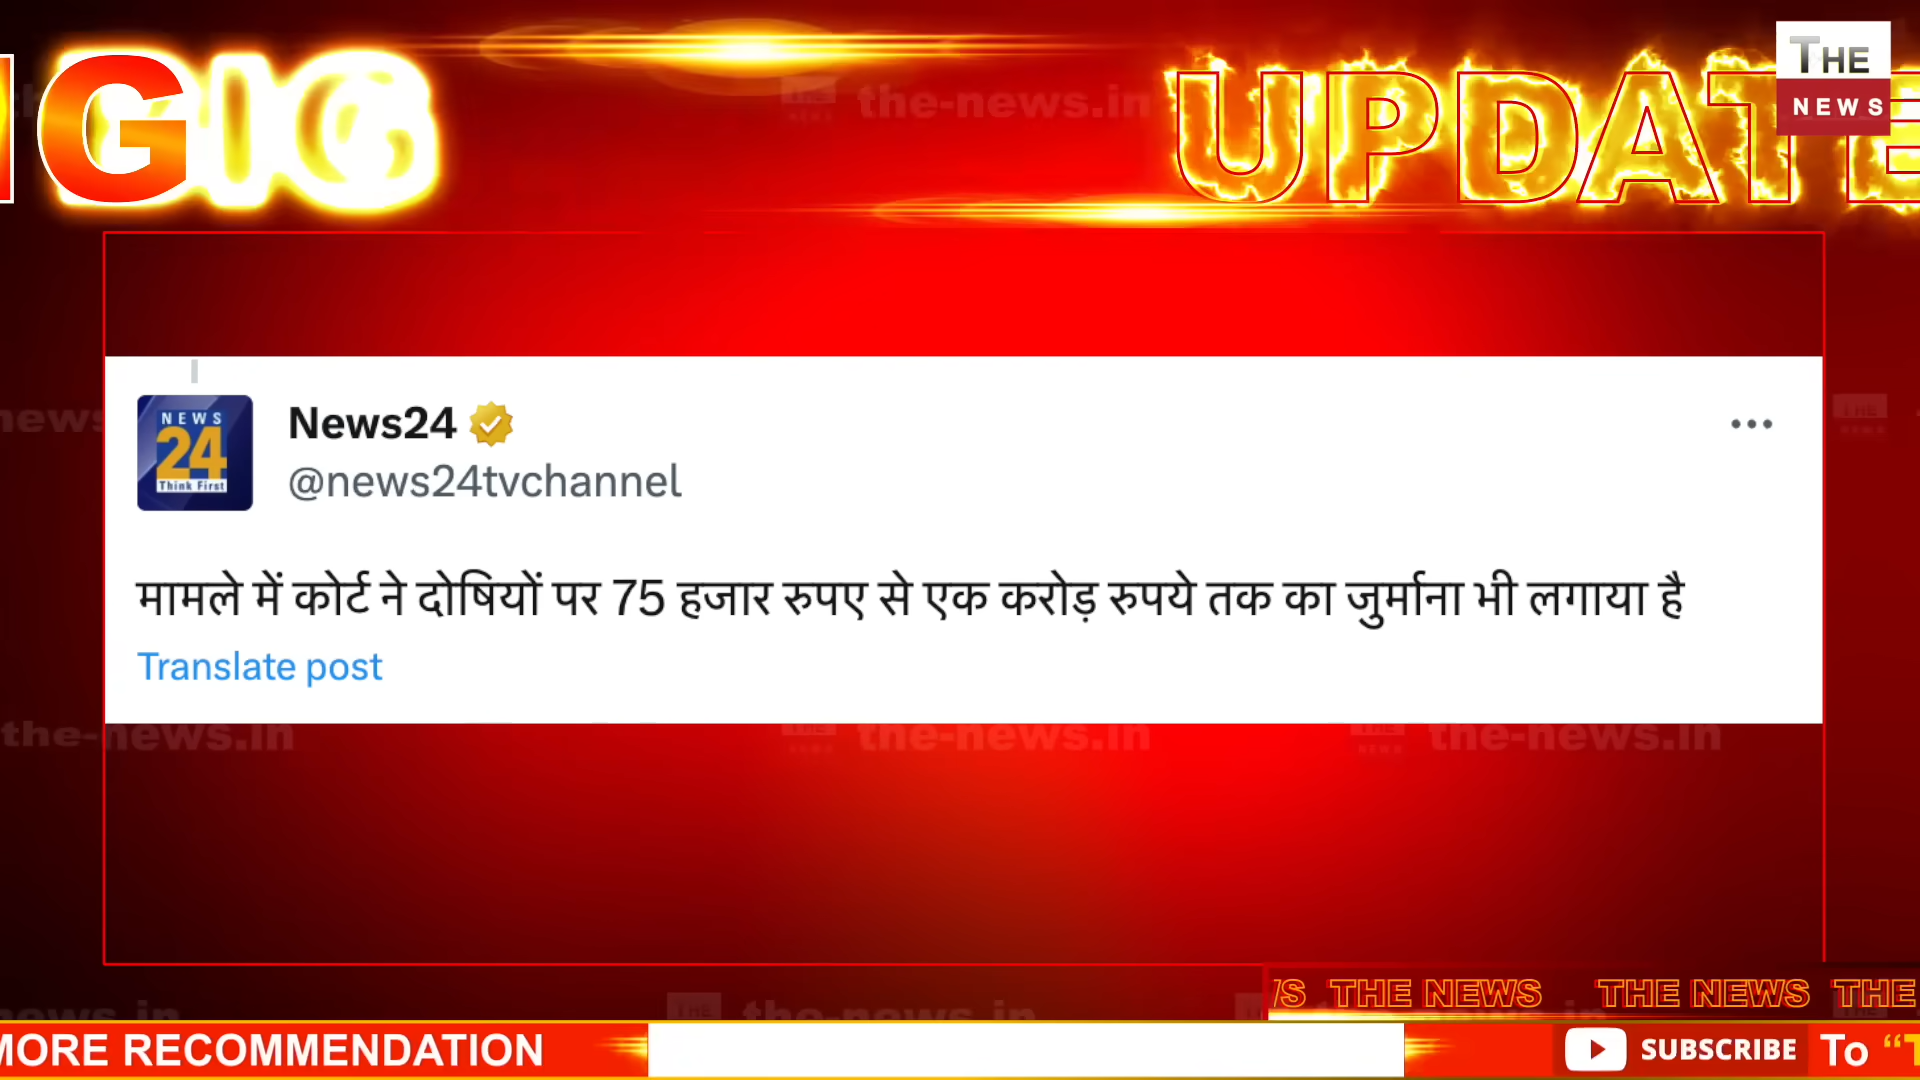 UPDATE
THE
NEWS
the-news.in
NEWS
24
Think First
News24
@news24tvchannel
मामले में कोर्ट ने दोषियों पर 75 हजार रुपए से एक करोड़ रुपये तक का जुर्माना भी लगाया है
Translate post
the-news.in the-news.in the-news.in
THE NEWS THE NEWS THE
MORE RECOMMENDATION
SUBSCRIBE To